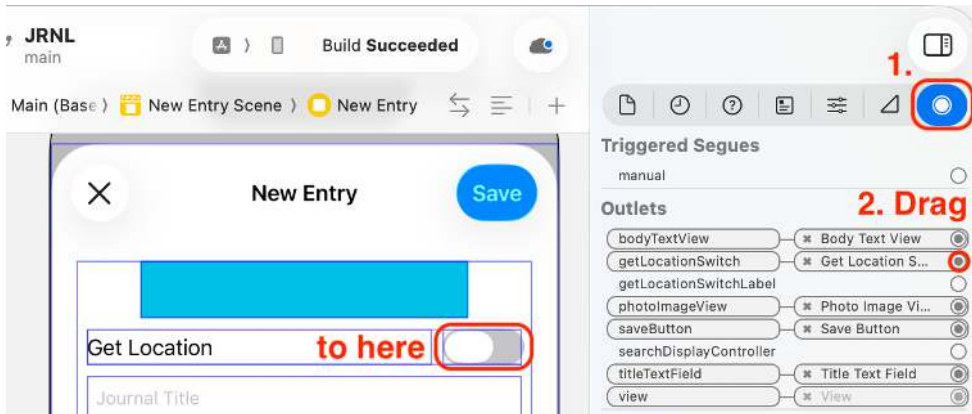 JRNL
main
Build Succeeded
1.
Main (Base) New Entry Scene New Entry
Triggered Segues
manual
New Entry
Save
Outlets
2. Drag
bodyTextView Body Text View
getLocationSwitch Get Location S...
getLocationSwitchLabel
photoImageView Photo Image Vi...
saveButton Save Button
searchDisplayController
titleTextField Title Text Field
view View
Get Location
to here
Journal Title